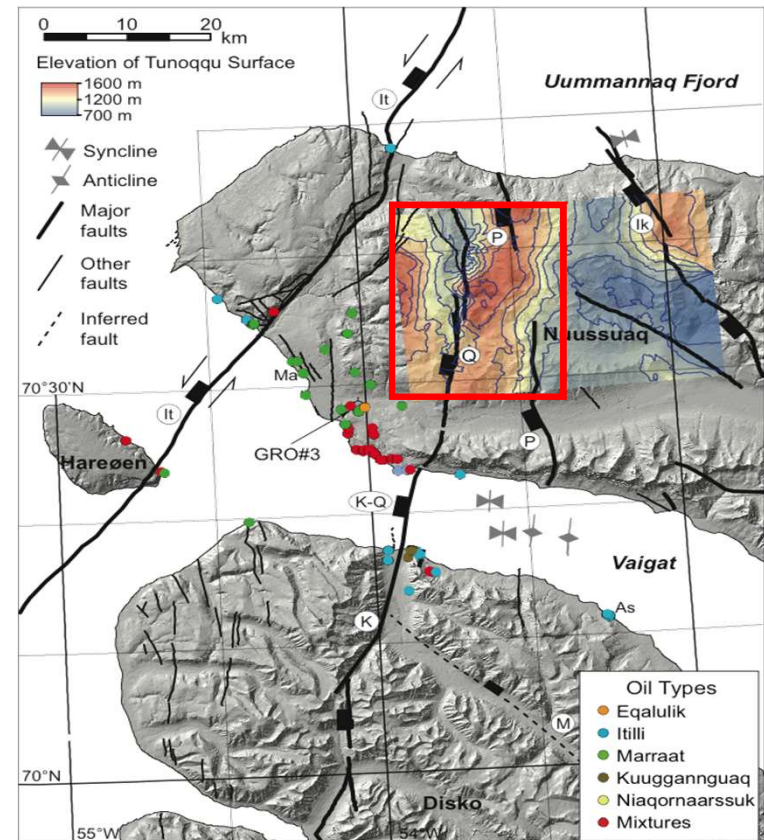 0 10 20
km
Elevation of Tunoqqu Surface
1600 m
1200 m
700 m
Syncline
Anticline
Major
faults
Other
faults
Inferred
fault
Uummannaq Fjord
It
Ik
P
Q
Nuussuaq
Ma
70°30'N
It
P
GRO#3
Hareøen
K-Q
Vaigat
As
K
M
Oil Types
Eqalulik
Itilli
Marraat
Kuugannguaq
Niaqornaarssuk
Mixtures
70°N
Disko
55°W
54°W